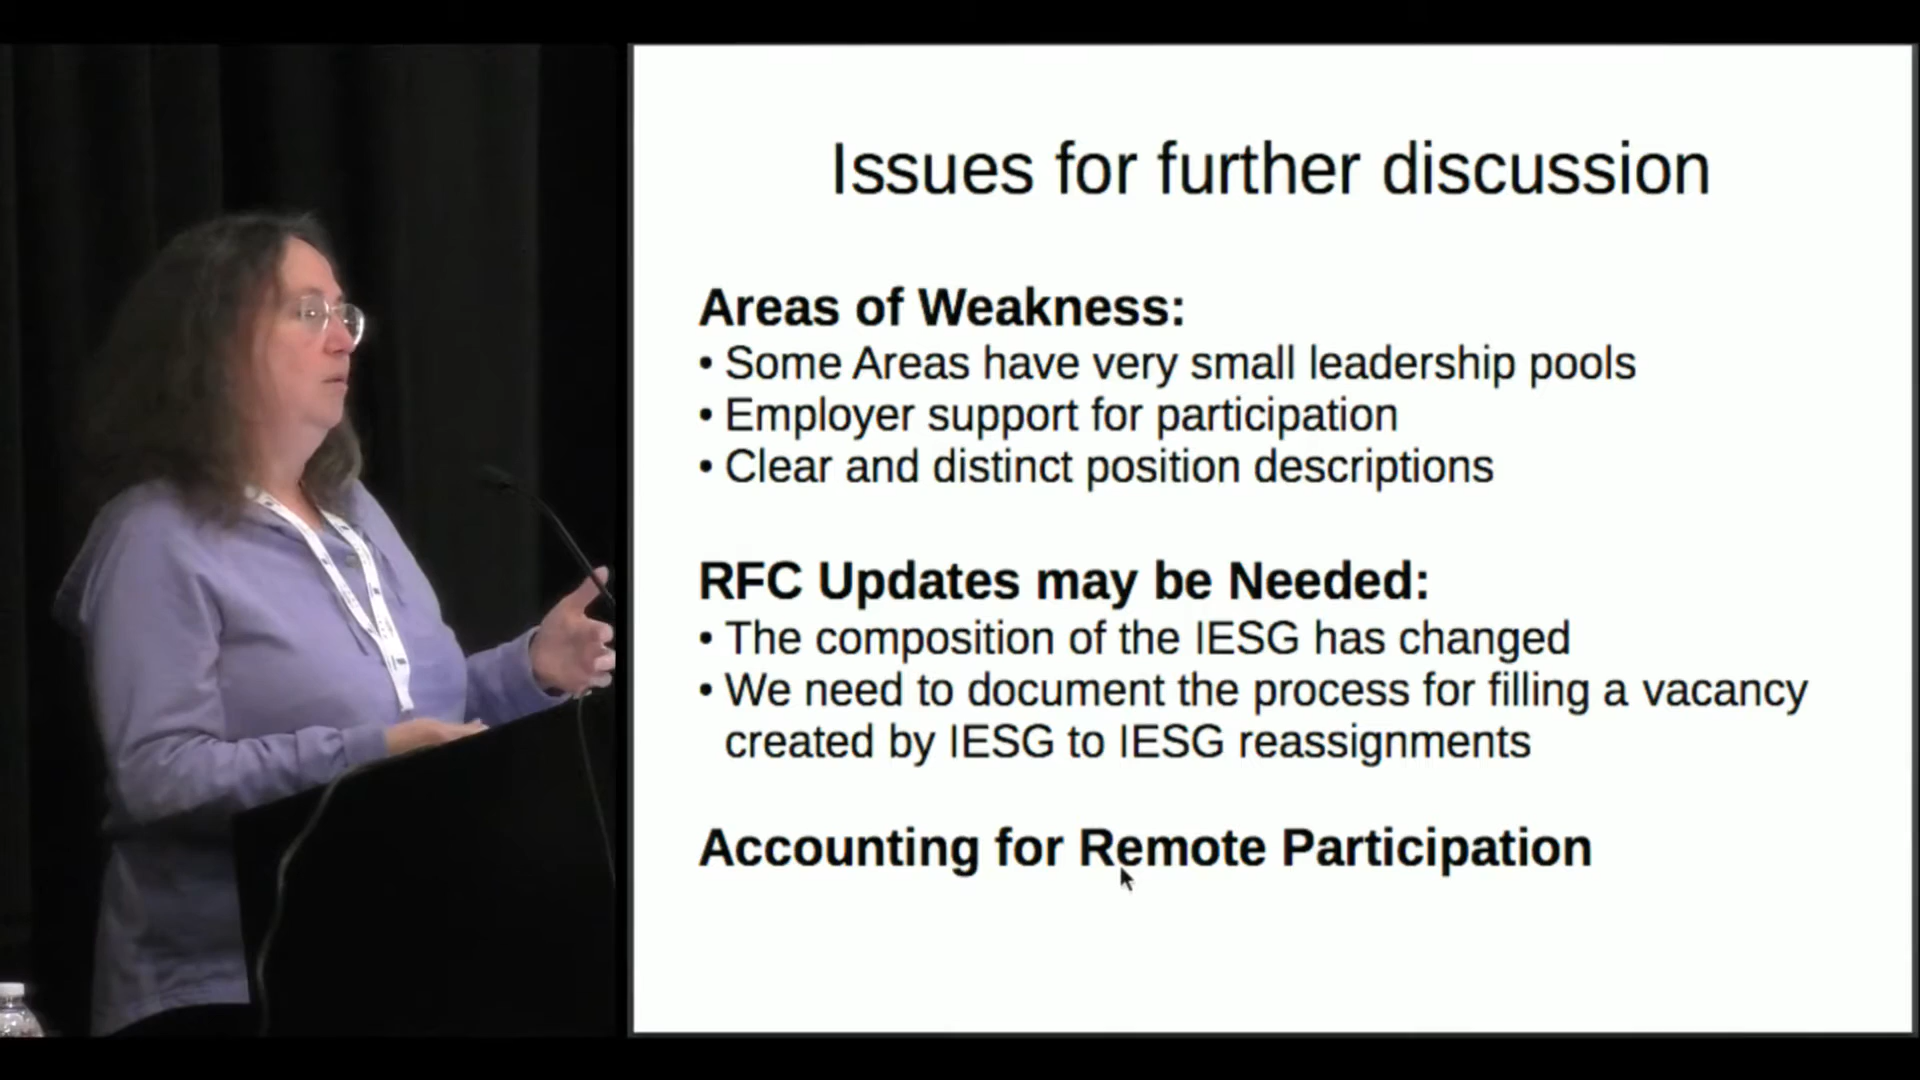 Issues for further discussion
Areas of Weakness:
• Some Areas have very small leadership pools
• Employer support for participation
• Clear and distinct position descriptions
RFC Updates may be Needed:
• The composition of the IESG has changed
• We need to document the process for filling a vacancy
created by IESG to IESG reassignments
Accounting for Remote Participation